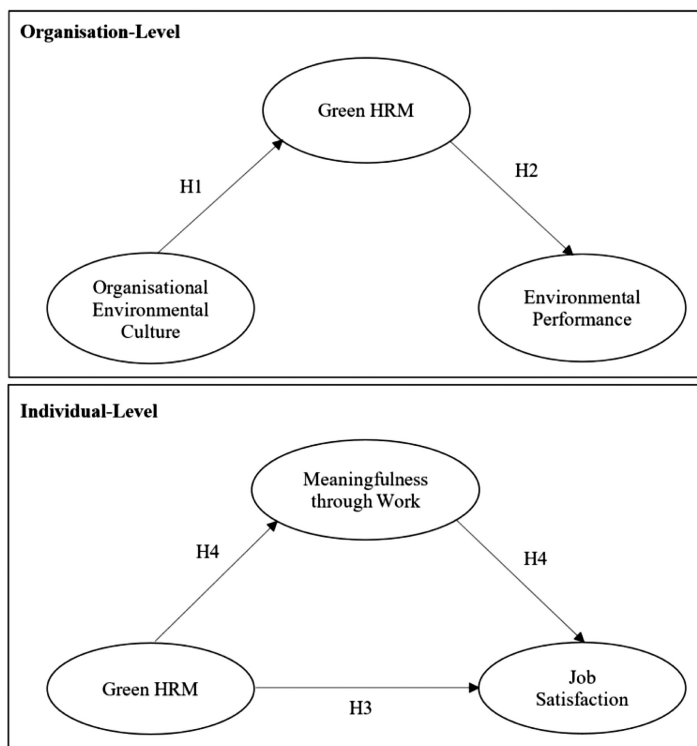 Organisation-Level
Green HRM
H1
H2
Organisational
Environmental
Culture
Environmental
Performance
Individual-Level
Meaningfulness
through Work
H4
H4
Green HRM
Job
Satisfaction
H3